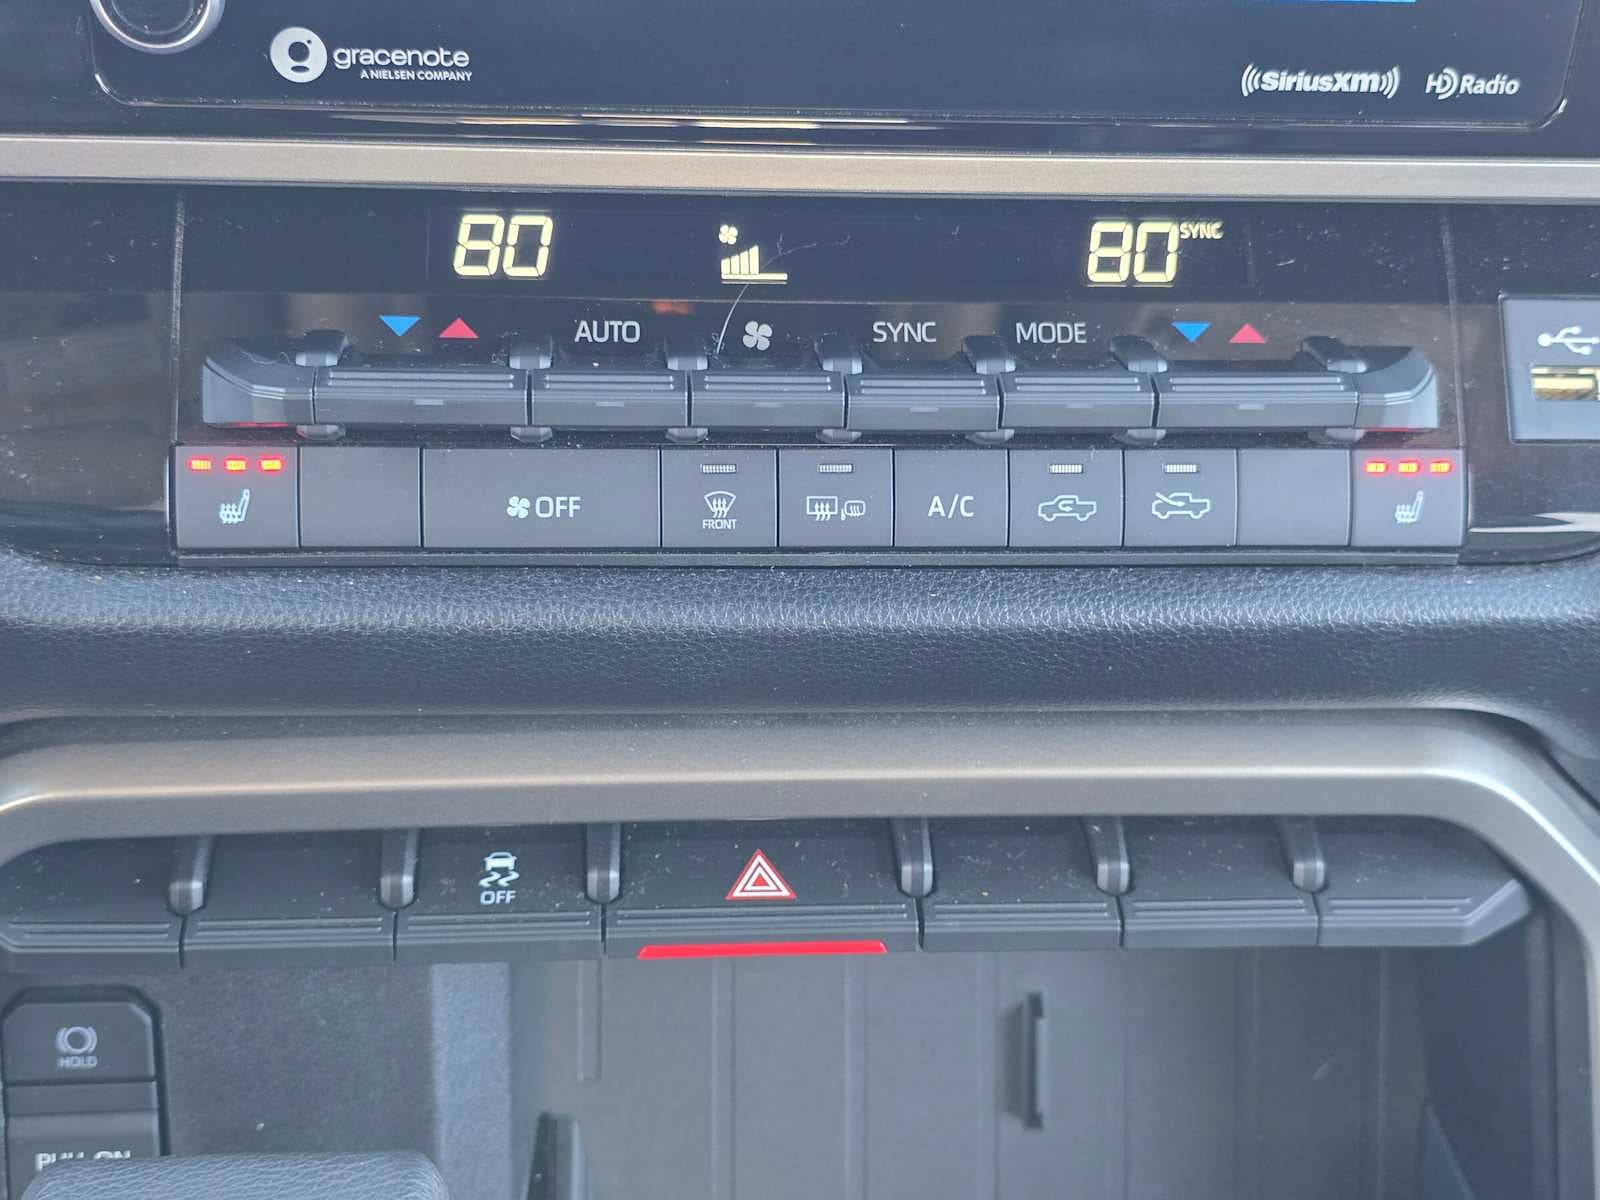 gracenote
A NIELSEN COMPANY
SiriusXM
HD Radio
80
80 SYNC
AUTO
SYNC
MODE
OFF
FRONT
A/C
OFF
HOLD